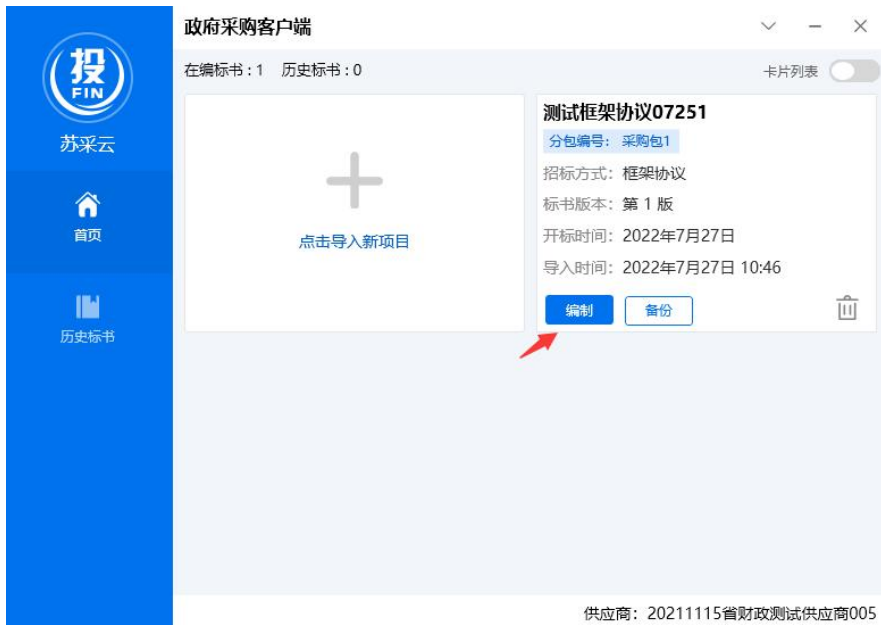 政府采购客户端
投
FIN
苏采云
首页
历史标书
在编标书：1 历史标书：0
卡片列表
点击导入新项目
测试框架协议07251
分包编号： 采购包1
招标方式：框架协议
标书版本：第 1 版
开标时间：2022年7月27日
导入时间：2022年7月27日 10:46
编制 备份
供应商：20211115省财政测试供应商005